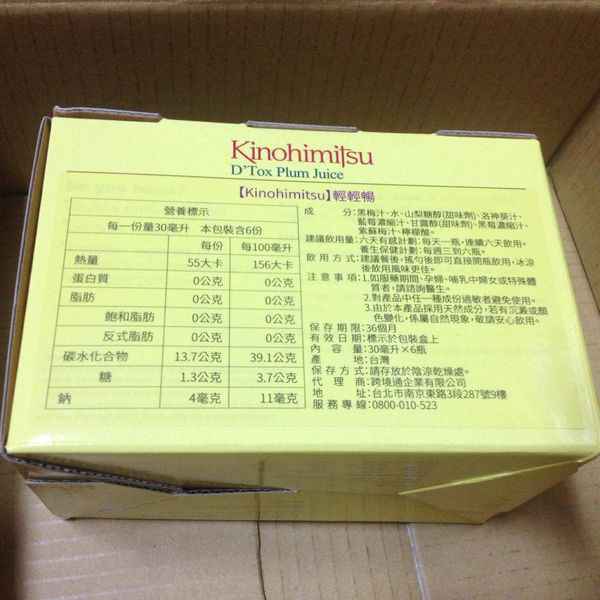 Kinohimitsu
D'Tox Plum Juice
【Kinohimitsu】輕輕暢
營養標示
每一份量30毫升 本包裝含6份
每份 每100毫升
熱量 55大卡 156大卡
蛋白質 0公克 0公克
脂肪 0公克 0公克
飽和脂肪 0公克 0公克
反式脂肪 0公克 0公克
碳水化合物 13.7公克 39.1公克
糖 1.3公克 3.7公克
鈉 4毫克 11毫克
成分:黑梅汁、水、山梨糖醇(甜味劑)、洛神葵汁、
藍莓濃縮汁、甘露醇(甜味劑)、黑莓濃縮汁、
紫蘇梅汁、檸檬酸。
建議飲用量:六天有感計劃:每天一瓶,連續六天飲用。
養生保健計劃:每週三到六瓶。
飲用方式:建議餐後,搖勻後即可直接開瓶飲用,冰涼
後飲用風味更佳。
注意事項:1.如服藥期間、孕婦、哺乳中婦女或特殊體
質者,請諮詢醫生。
2.對產品中任一種成份過敏者避免使用。
3.由於本產品採用天然成分,若有沉澱或顏
色變化,係屬自然現象,敬請安心飲用。
保存期限:36個月
有效日期:標示於包裝盒上
內容量:30毫升×6瓶
產地:台灣
保存方式:請存放於陰涼乾燥處。
代理商:跨境通企業有限公司
地址:台北市南京東路3段287號9樓
服務專線:0800-010-523